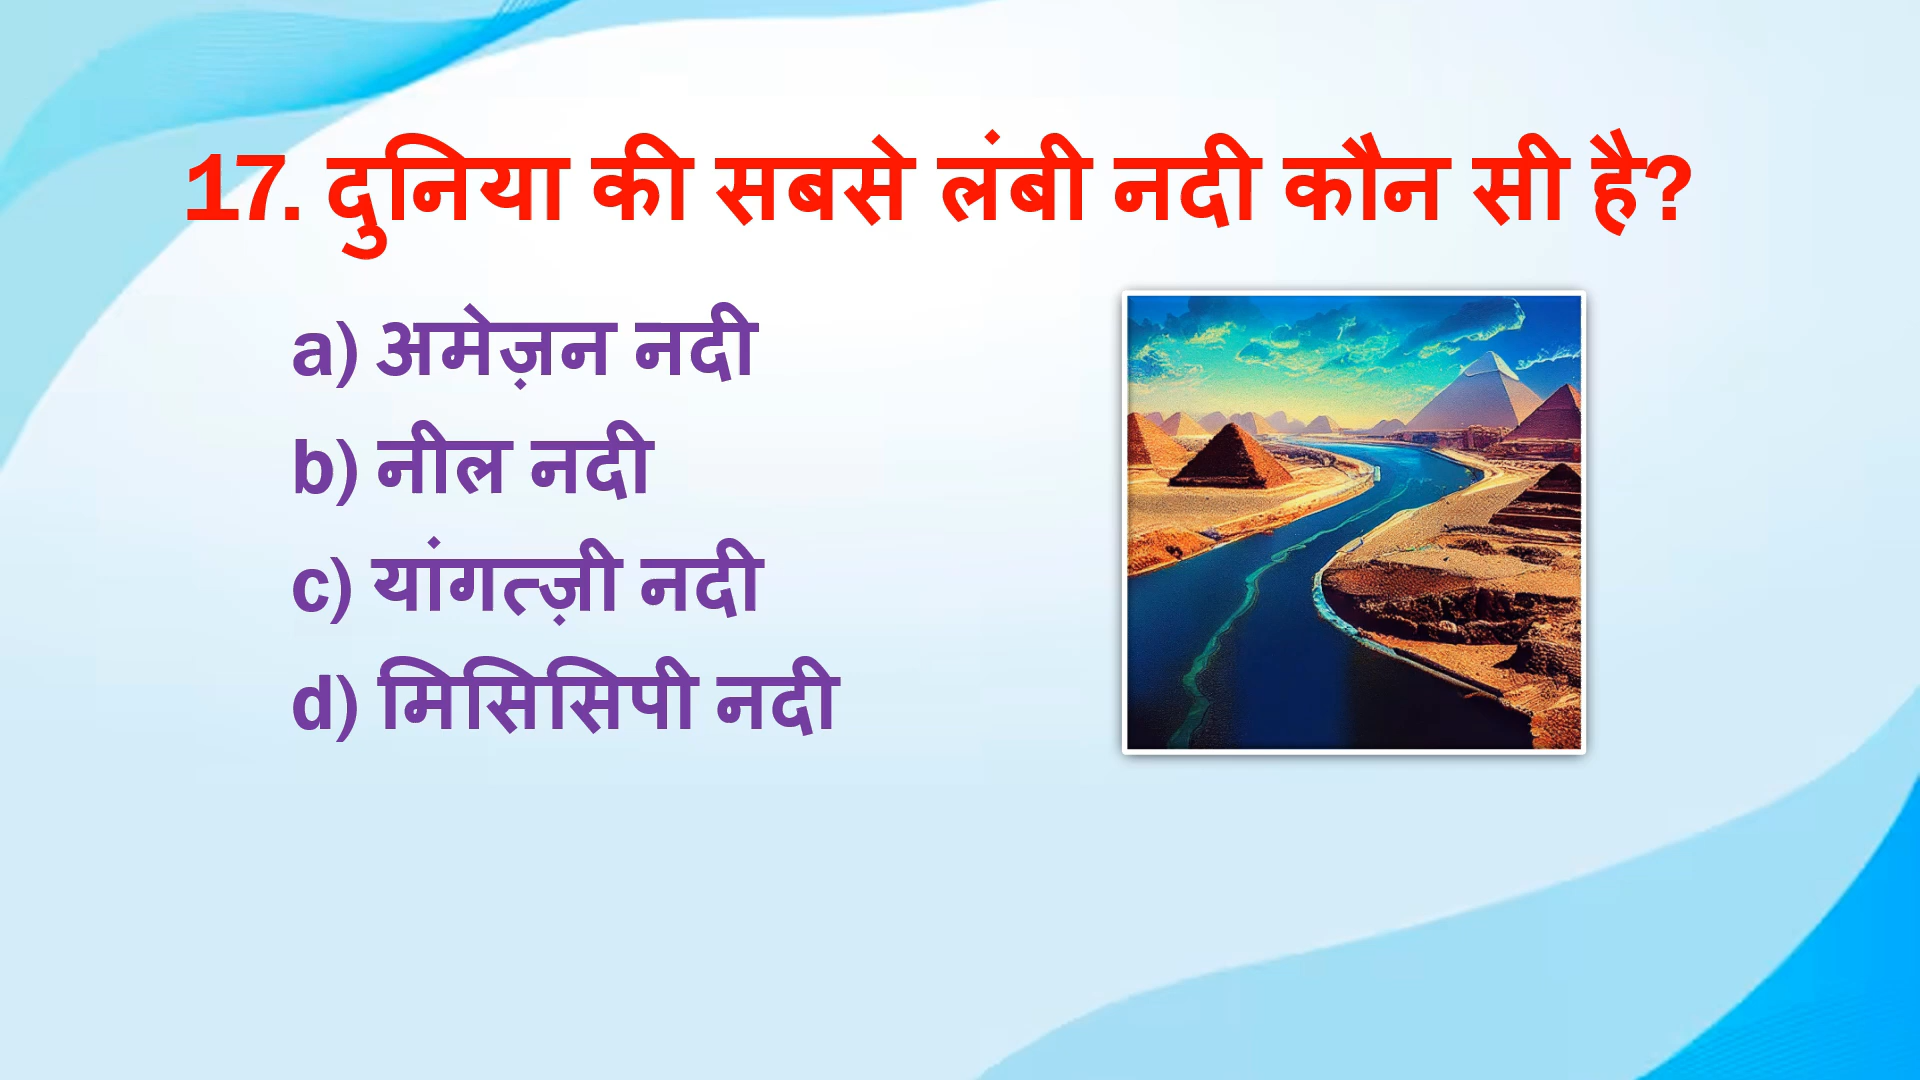 17. दुनिया की सबसे लंबी नदी कौन सी है?
a) अमेज़न नदी
b) नील नदी
c) यांगत्ज़ी नदी
d) मिसिसिपी नदी